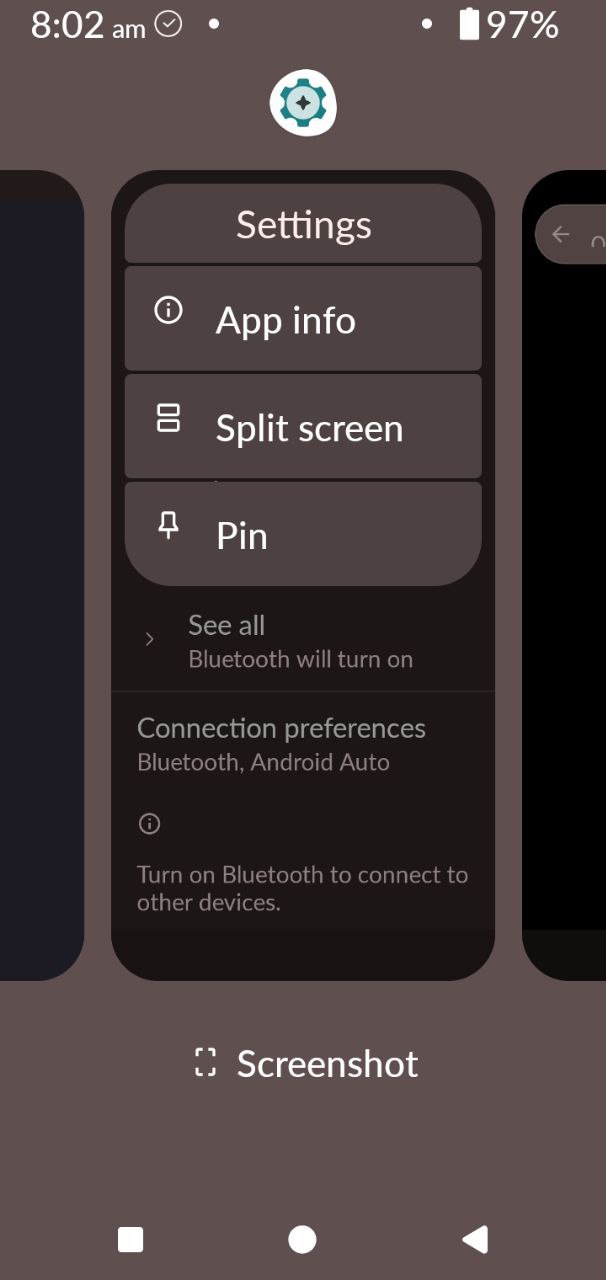 8:02 am
97%
Settings
App info
Split screen
Pin
See all
Bluetooth will turn on
Connection preferences
Bluetooth, Android Auto
Turn on Bluetooth to connect to
other devices.
Screenshot